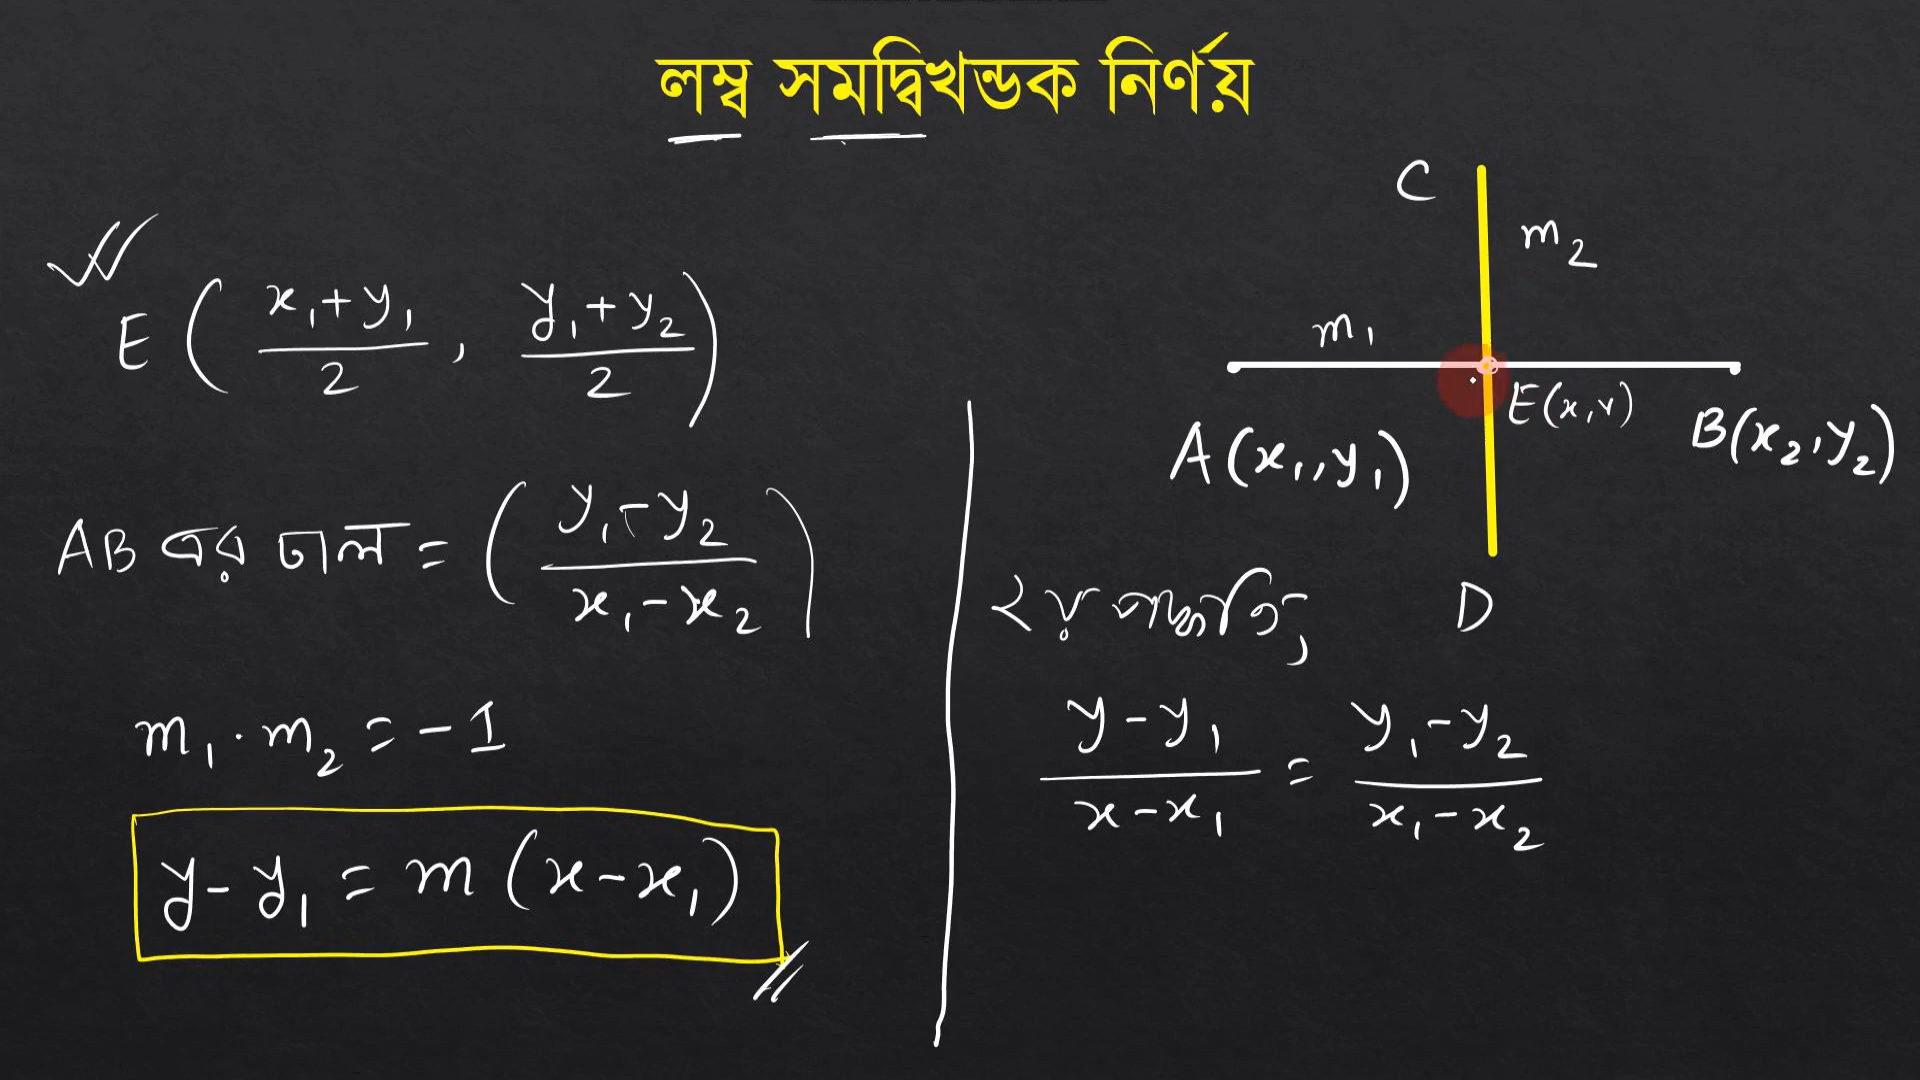 লম্ব সমদ্বিখন্ডক নির্ণয়
E ( (x₁+y₁)/2 , (y₁+y₂)/2 )
AB এর ঢাল = ( (y₁-y₂)/(x₁-x₂) )
m₁ · m₂ = -1
y - y₁ = m (x - x₁)
C
m₂
m₁
E(x,y)
A(x₁,y₁)
B(x₂,y₂)
D
২য় পদ্ধতি;
(y-y₁)/(x-x₁) = (y₁-y₂)/(x₁-x₂)